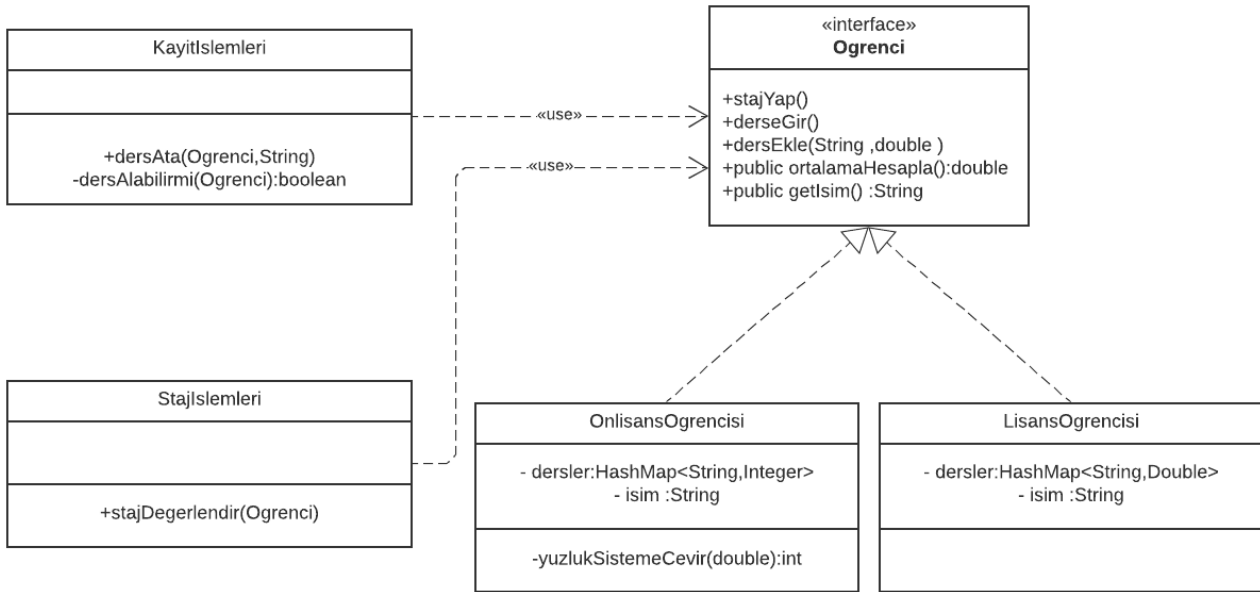 KayitIslemleri
+dersAta(Ogrenci,String)
-dersAlabilirmi(Ogrenci):boolean
«use»
«use»
«interface»
Ogrenci
+stajYap()
+derseGir()
+dersEkle(String ,double )
+public ortalamaHesapla():double
+public getIsim() :String
StajIslemleri
+stajDegerlendir(Ogrenci)
OnlisansOgrencisi
- dersler:HashMap<String,Integer>
- isim :String
-yuzlukSistemeCevir(double):int
LisansOgrencisi
- dersler:HashMap<String,Double>
- isim :String